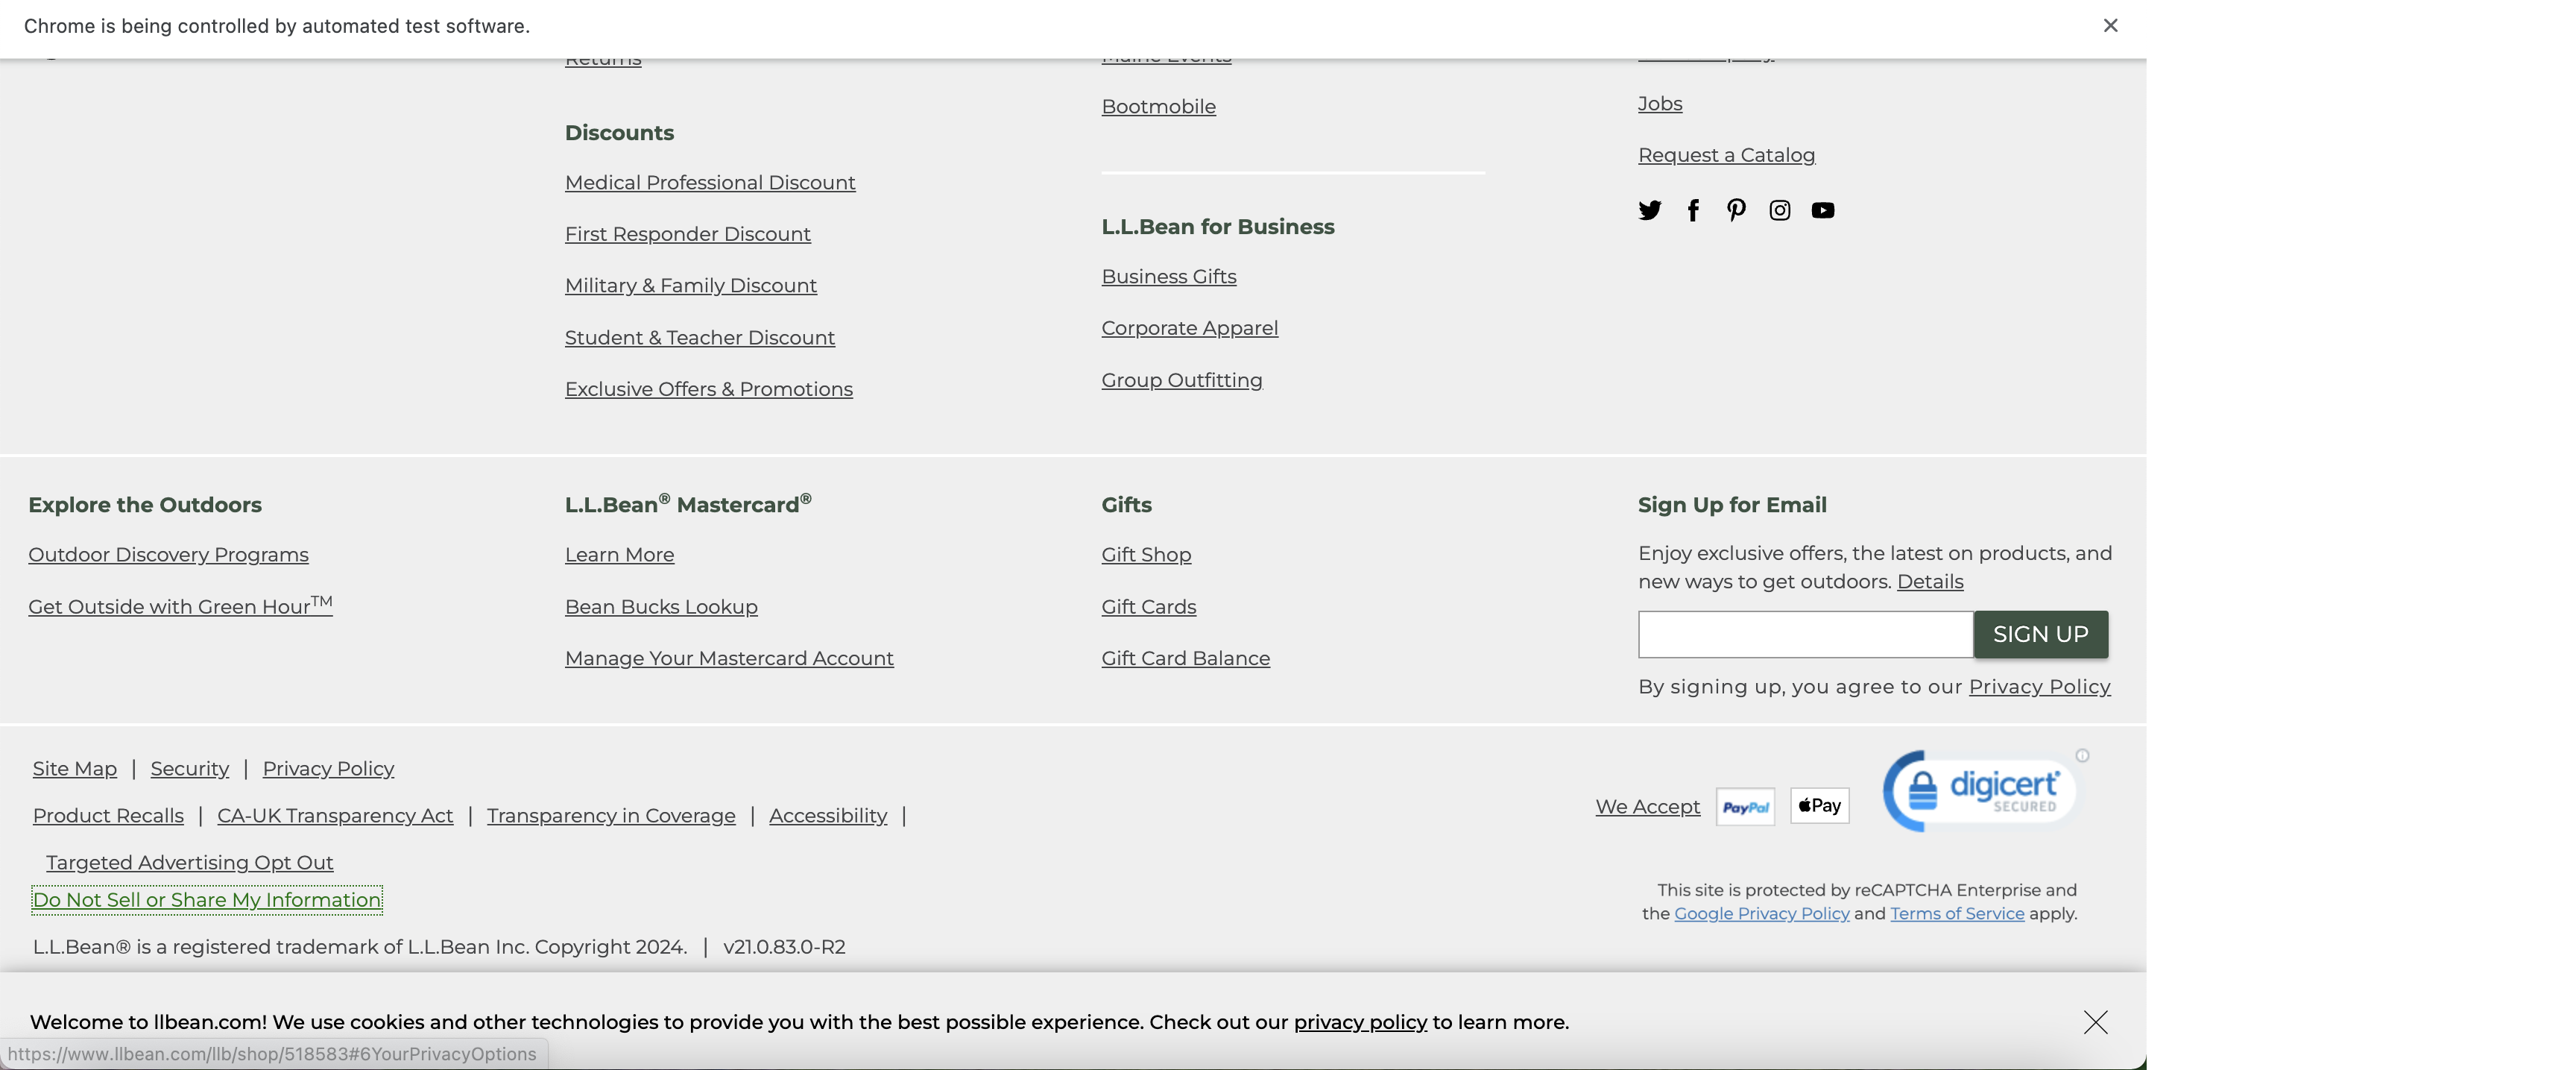 Chrome is being controlled by automated test software.
Returns
Discounts
Medical Professional Discount
First Responder Discount
Military & Family Discount
Student & Teacher Discount
Exclusive Offers & Promotions
Maine Events
Bootmobile
L.L.Bean for Business
Business Gifts
Corporate Apparel
Group Outfitting
Jobs
Request a Catalog
Explore the Outdoors
Outdoor Discovery Programs
Get Outside with Green Hour™
L.L.Bean® Mastercard®
Learn More
Bean Bucks Lookup
Manage Your Mastercard Account
Gifts
Gift Shop
Gift Cards
Gift Card Balance
Sign Up for Email
Enjoy exclusive offers, the latest on products, and
new ways to get outdoors. Details
SIGN UP
By signing up, you agree to our Privacy Policy
Site Map | Security | Privacy Policy
Product Recalls | CA-UK Transparency Act | Transparency in Coverage | Accessibility |
Targeted Advertising Opt Out
Do Not Sell or Share My Information
L.L.Bean® is a registered trademark of L.L.Bean Inc. Copyright 2024. | v21.0.83.0-R2
We Accept PayPal Pay
digicert®
SECURED
This site is protected by reCAPTCHA Enterprise and
the Google Privacy Policy and Terms of Service apply.
Welcome to llbean.com! We use cookies and other technologies to provide you with the best possible experience. Check out our privacy policy to learn more.
https://www.llbean.com/llb/shop/518583#6YourPrivacyOptions